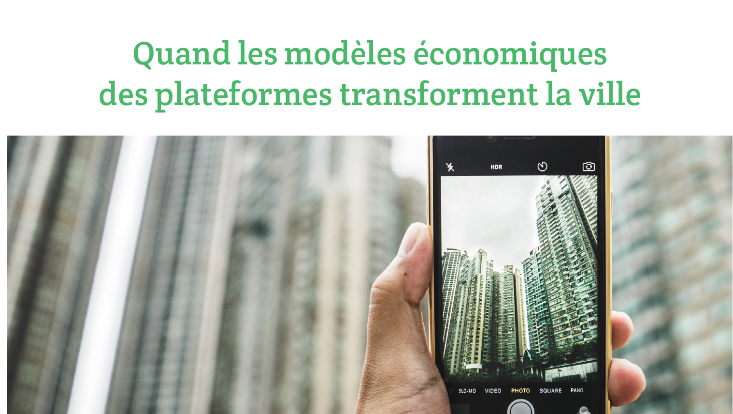 Quand les modèles économiques
des plateformes transforment la ville
HDR
SLO-MO VIDEO PHOTO SQUARE PANO